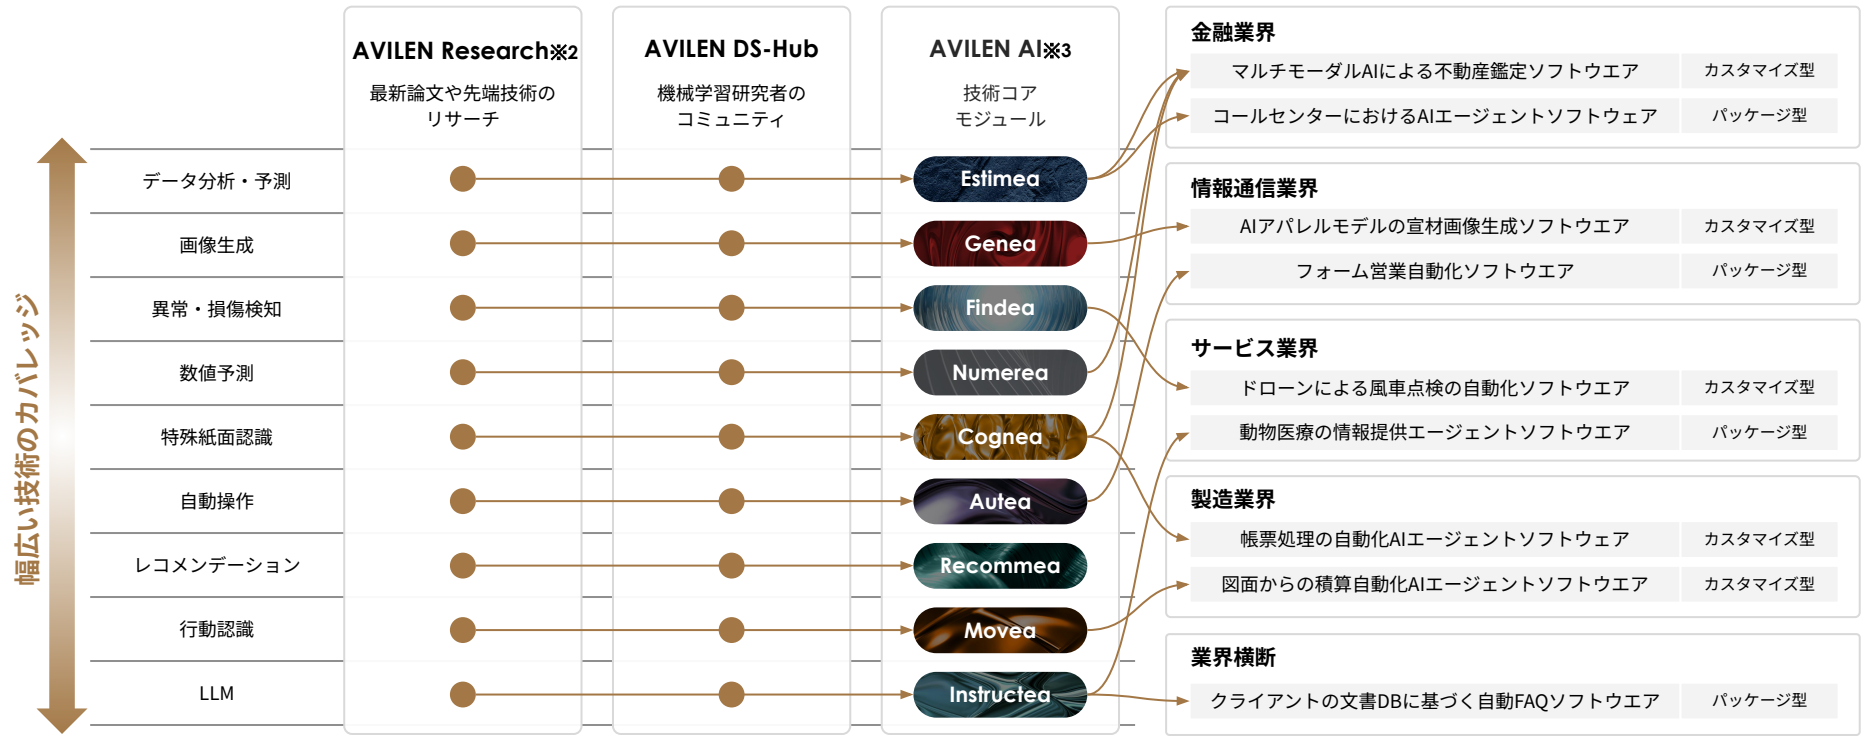 AVILEN Research※2
最新論文や先端技術の
リサーチ
AVILEN DS-Hub
機械学習研究者の
コミュニティ
AVILEN AI※3
技術コア
モジュール
幅広い技術のカバレッジ
データ分析・予測
Estimea
画像生成
Genea
異常・損傷検知
Findea
数値予測
Numerea
特殊紙面認識
Cognea
自動操作
Autea
レコメンデーション
Recommea
行動認識
Movea
LLM
Instructea
金融業界
マルチモーダルAIによる不動産鑑定ソフトウエア
カスタマイズ型
コールセンターにおけるAIエージェントソフトウェア
パッケージ型
情報通信業界
AIアパレルモデルの宣材画像生成ソフトウエア
カスタマイズ型
フォーム営業自動化ソフトウエア
パッケージ型
サービス業界
ドローンによる風車点検の自動化ソフトウエア
カスタマイズ型
動物医療の情報提供エージェントソフトウエア
パッケージ型
製造業界
帳票処理の自動化AIエージェントソフトウエア
カスタマイズ型
図面からの積算自動化AIエージェントソフトウエア
カスタマイズ型
業界横断
クライアントの文書DBに基づく自動FAQソフトウエア
パッケージ型